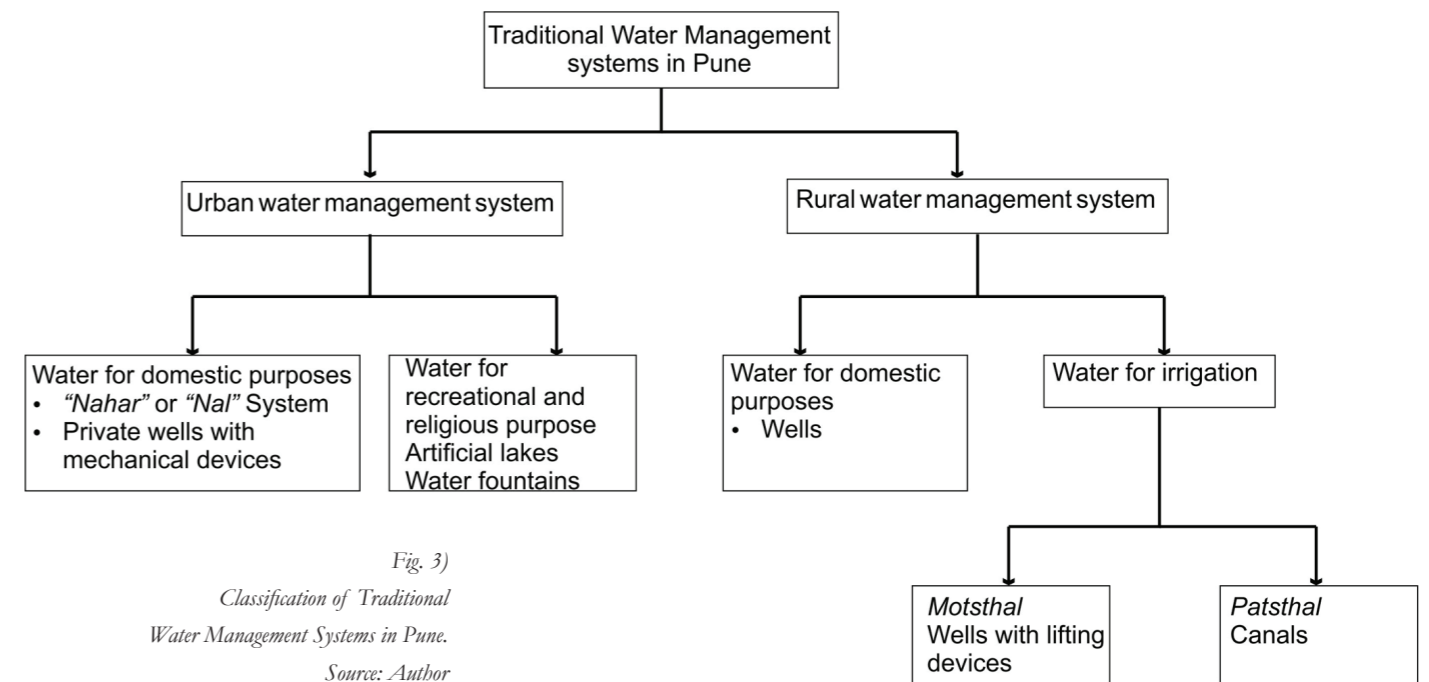 Traditional Water Management
systems in Pune
Urban water management system
Rural water management system
Water for domestic purposes
• “Nahar” or “Nal” System
• Private wells with
mechanical devices
Water for
recreational and
religious purpose
Artificial lakes
Water fountains
Water for domestic
purposes
• Wells
Water for irrigation
Motsthal
Wells with lifting
devices
Patsthal
Canals
Fig. 3)
Classification of Traditional
Water Management Systems in Pune.
Source: Author